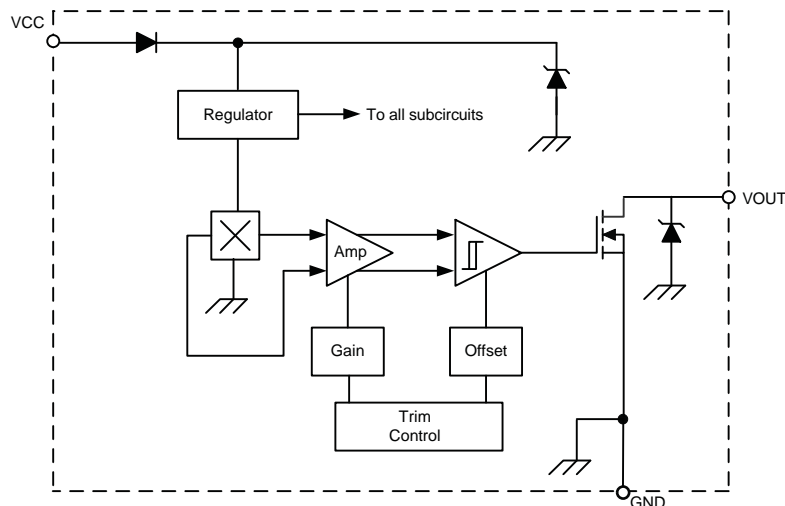 VCC
Regulator
To all subcircuits
VOUT
Amp
Gain
Offset
Trim
Control
GND